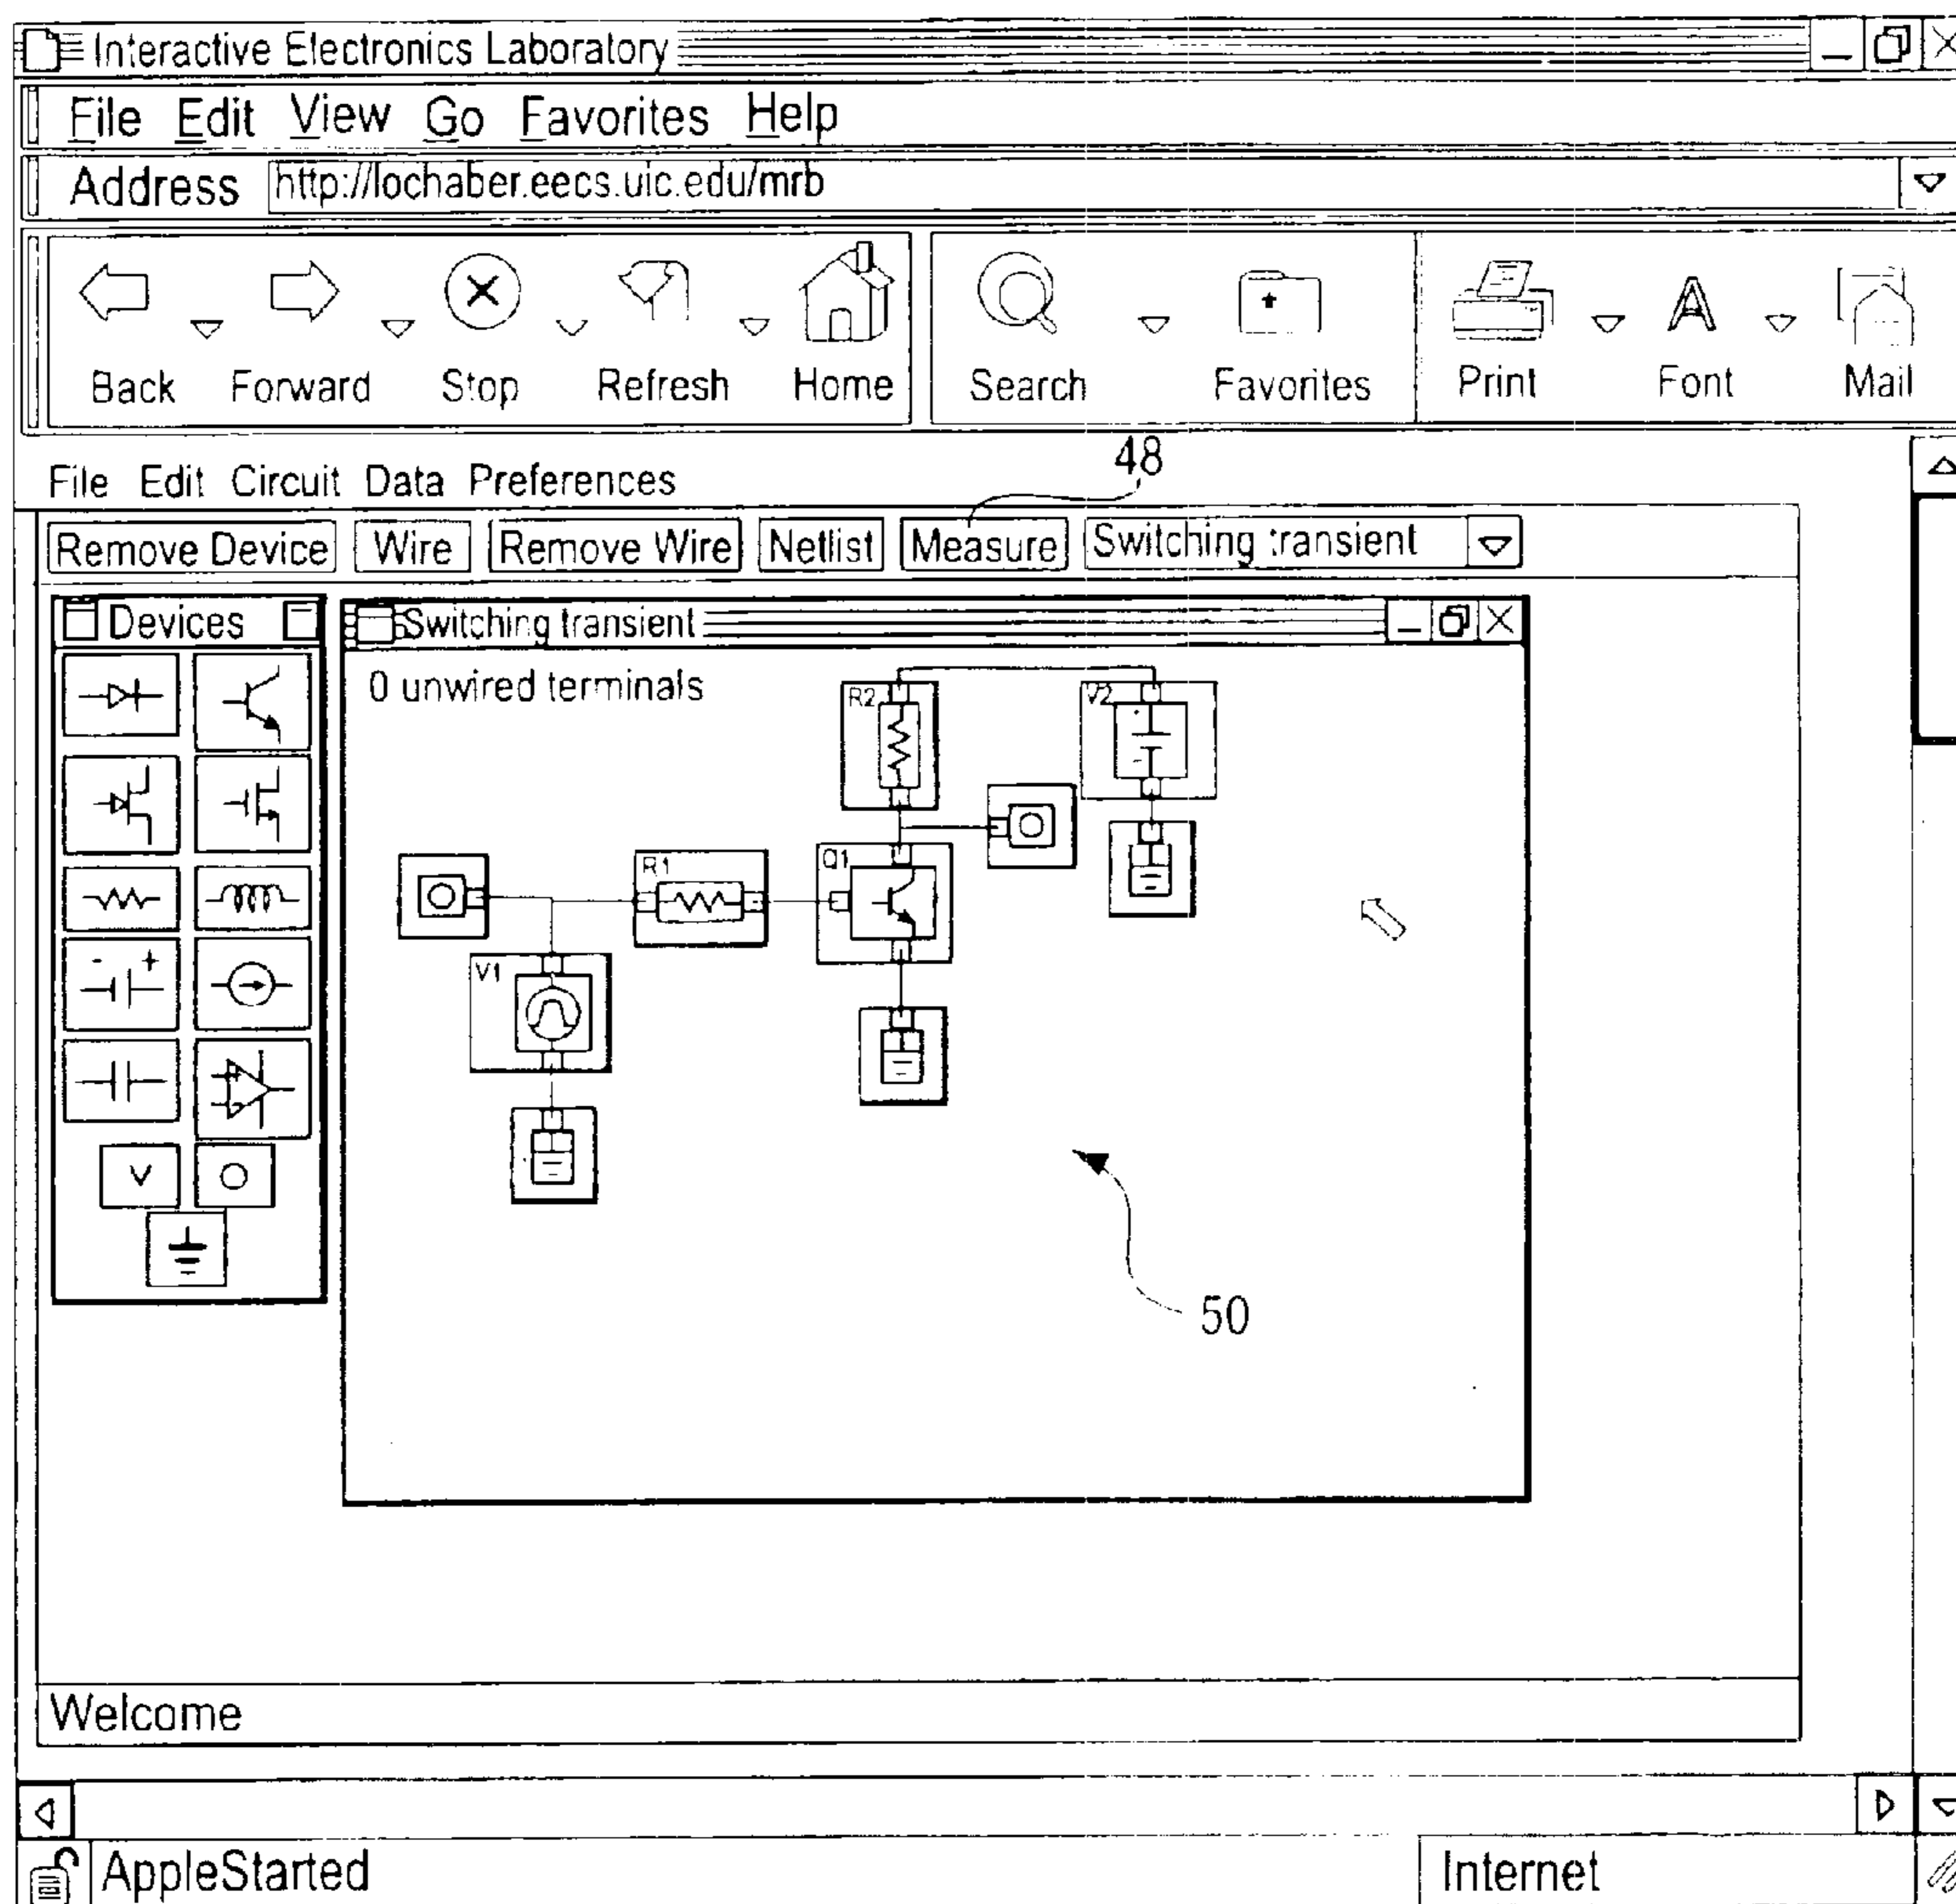 Interactive Electronics Laboratory
File Edit View Go Favorites Help
Address http://lochaber.eecs.uic.edu/mrb
Back Forward Stop Refresh Home Search Favorites Print Font Mail
48
File Edit Circuit Data Preferences
Remove Device Wire Remove Wire Netlist Measure Switching transient
Devices
Switching transient
0 unwired terminals
R2
V2
R1
Q1
V1
- +
V
50
Welcome
AppleStarted
Internet